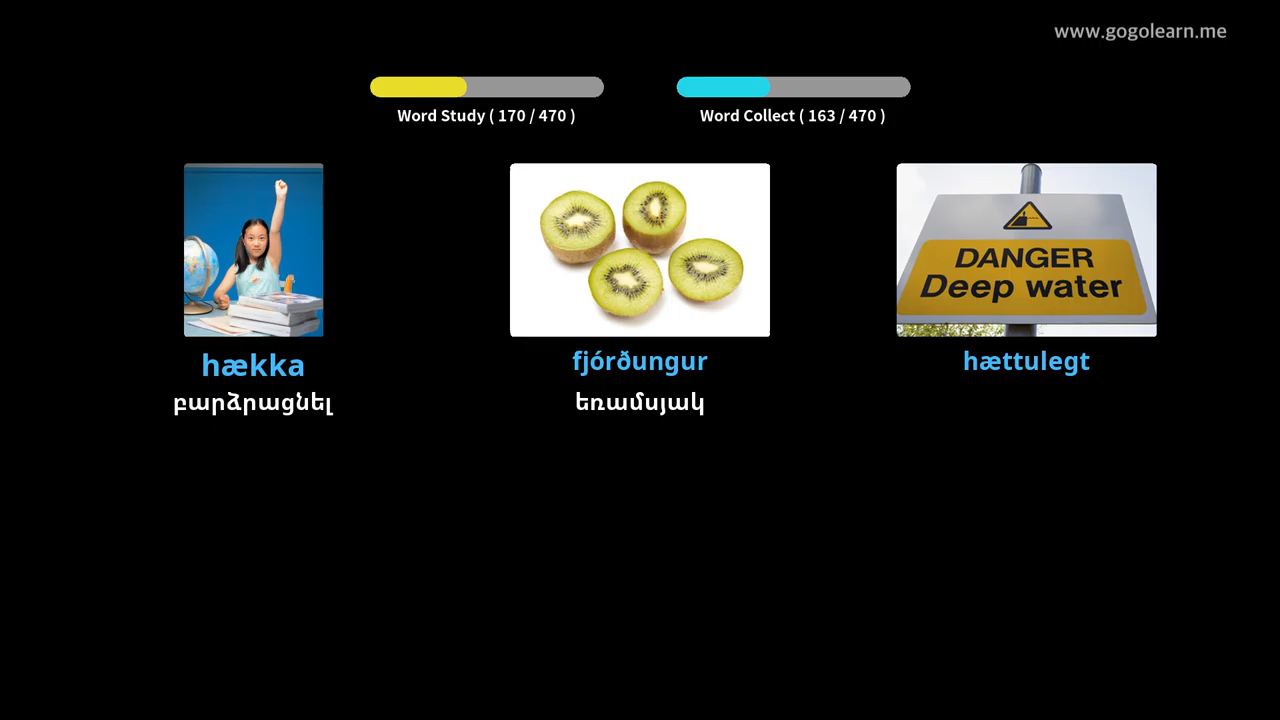 www.gogolearn.me
Word Study ( 170 / 470 )
Word Collect ( 163 / 470 )
DANGER
Deep water
hækka
fjórðungur
hættulegt
բարձրացնել
եռամսյակ